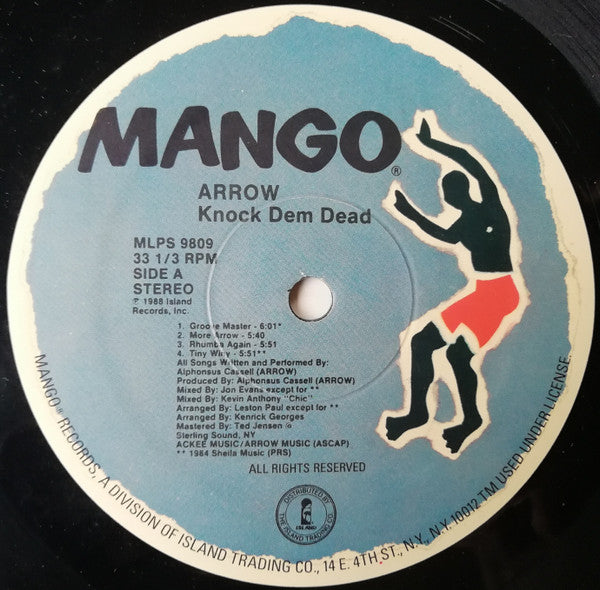 MANGO®
ARROW
Knock Dem Dead
MLPS 9809
33 1/3 RPM
SIDE A
STEREO
℗ 1988 Island
Records, Inc.
1. Groove Master - 6:01*
2. More Arrow - 5:40
3. Rhumba Again - 5:51
4. Tiny Winy - 5:51**
All Songs Written and Performed By:
Alphonsus Cassell (ARROW)
Produced By: Alphonsus Cassell (ARROW)
Mixed By: Jon Evans except for **
Mixed By: Kevin Anthony "Chic"*
Arranged By: Leston Paul except for **
Arranged By: Kenrick Georges
Mastered By: Ted Jensen @
Sterling Sound, NY
ACKEE MUSIC/ARROW MUSIC (ASCAP)
** 1984 Sheila Music (PRS)
ALL RIGHTS RESERVED
DISTRIBUTED BY
ISLAND
THE ISLAND TRADING CO.
MANGO® RECORDS, A DIVISION OF ISLAND TRADING CO., 14 E. 4TH ST., N.Y., N.Y. 10012 TM USED UNDER LICENSE.